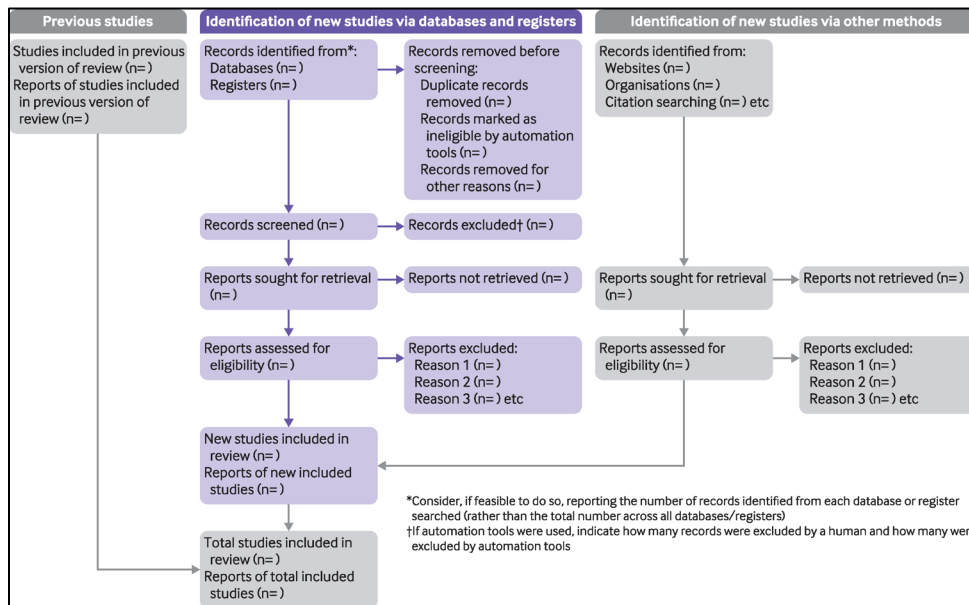 Previous studies
Identification of new studies via databases and registers
Identification of new studies via other methods
Studies included in previous
version of review (n= )
Reports of studies included
in previous version of
review (n= )
Records identified from*:
Databases (n= )
Registers (n= )
Records removed before
screening:
Duplicate records
removed (n= )
Records marked as
ineligible by automation
tools (n= )
Records removed for
other reasons (n= )
Records identified from:
Websites (n= )
Organisations (n= )
Citation searching (n= ) etc
Records screened (n= )
Records excluded† (n= )
Reports sought for retrieval
(n= )
Reports not retrieved (n= )
Reports sought for retrieval
(n= )
Reports not retrieved (n= )
Reports assessed for
eligibility (n= )
Reports excluded:
Reason 1 (n= )
Reason 2 (n= )
Reason 3 (n= ) etc
Reports assessed for
eligibility (n= )
Reports excluded:
Reason 1 (n= )
Reason 2 (n= )
Reason 3 (n= ) etc
New studies included in
review (n= )
Reports of new included
studies (n= )
*Consider, if feasible to do so, reporting the number of records identified from each database or register
searched (rather than the total number across all databases/registers)
†If automation tools were used, indicate how many records were excluded by a human and how many wer
excluded by automation tools
Total studies included in
review (n= )
Reports of total included
studies (n= )